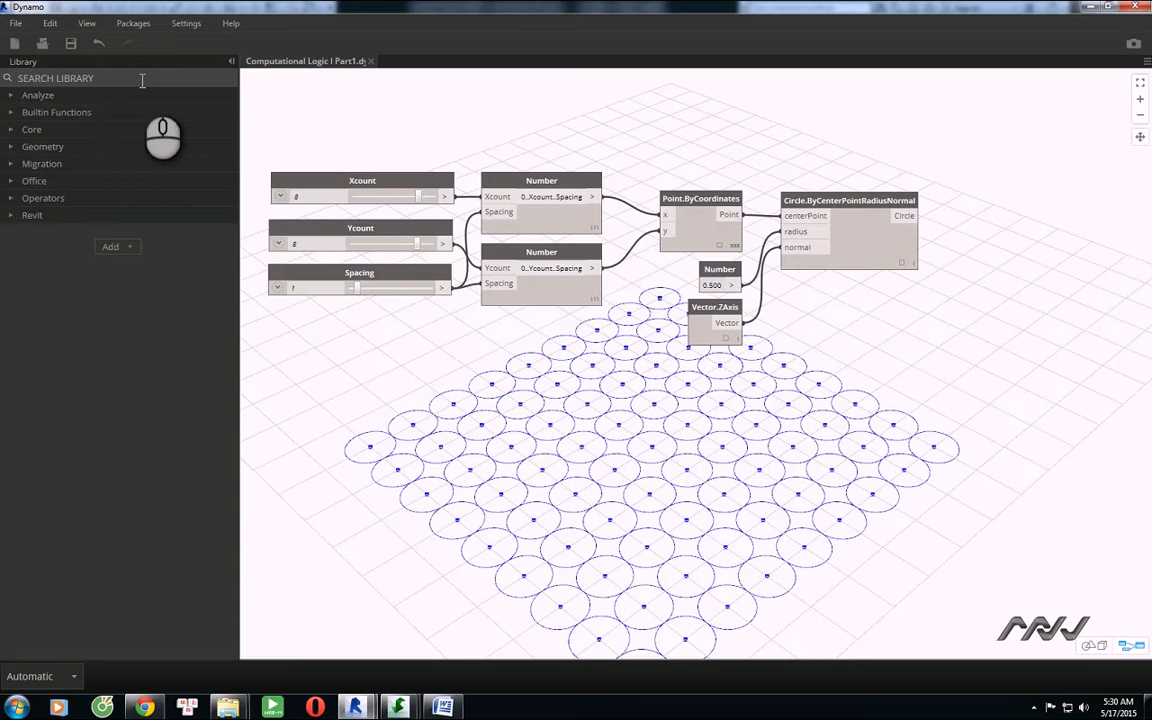 Dynamo
File Edit View Packages Settings Help
Library
Computational Logic I Part1.dy
SEARCH LIBRARY
Analyze
Builtin Functions
Core
Geometry
Migration
Office
Operators
Revit
Add
Xcount
8
>
Ycount
8
>
Spacing
1
>
Number
Xcount 0..Xcount..Spacing >
Spacing
Number
Ycount 0..Ycount..Spacing >
Spacing
Point.ByCoordinates
x Point
y
xxx
Number
0.500 >
Vector.ZAxis
Vector
Circle.ByCenterPointRadiusNormal
centerPoint Circle
radius
normal
Automatic
5:30 AM
5/17/2015